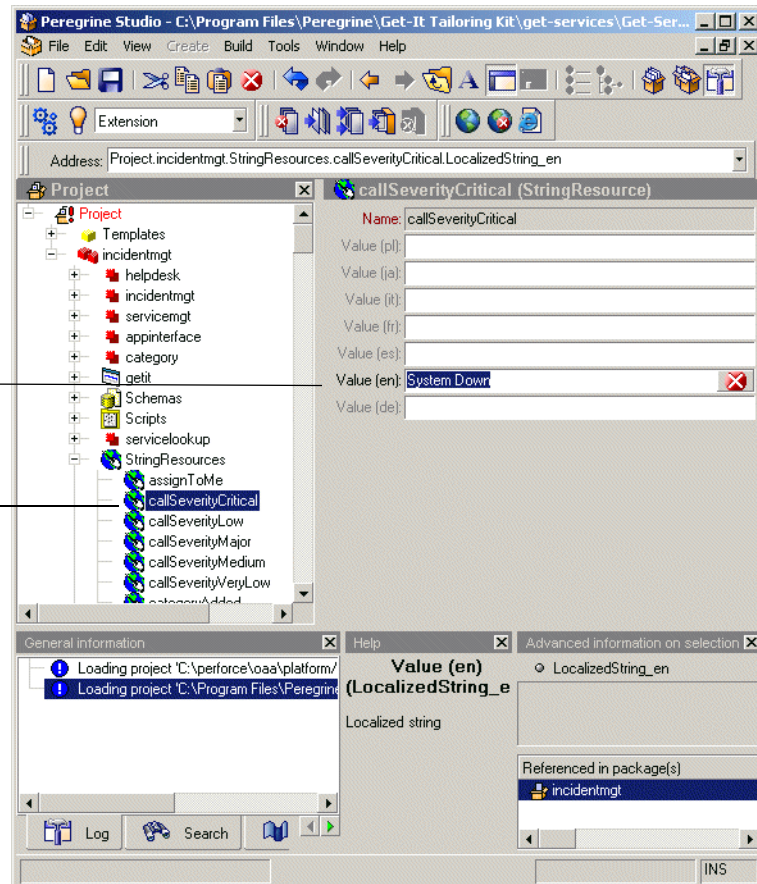 Peregrine Studio - C:\Program Files\Peregrine\Get-It Tailoring Kit\get-services\Get-Ser...
File Edit View Create Build Tools Window Help
A
Extension
Address: Project.incidentmgt.StringResources.callSeverityCritical.LocalizedString_en
Project
Project
Templates
incidentmgt
helpdesk
incidentmgt
servicemgt
appinterface
category
getit
Schemas
Scripts
servicelookup
StringResources
assignToMe
callSeverityCritical
callSeverityLow
callSeverityMajor
callSeverityMedium
callSeverityVeryLow
categoryAdded
callSeverityCritical (StringResource)
Name: callSeverityCritical
Value (pl):
Value (ja):
Value (it):
Value (fr):
Value (es):
Value (en): System Down
Value (de):
General information
Loading project 'C:\perforce\oaa\platform/
Loading project 'C:\Program Files\Peregrine
Log
Search
Help
Value (en)
(LocalizedString_e
Localized string
Advanced information on selection
LocalizedString_en
Referenced in package(s)
incidentmgt
INS